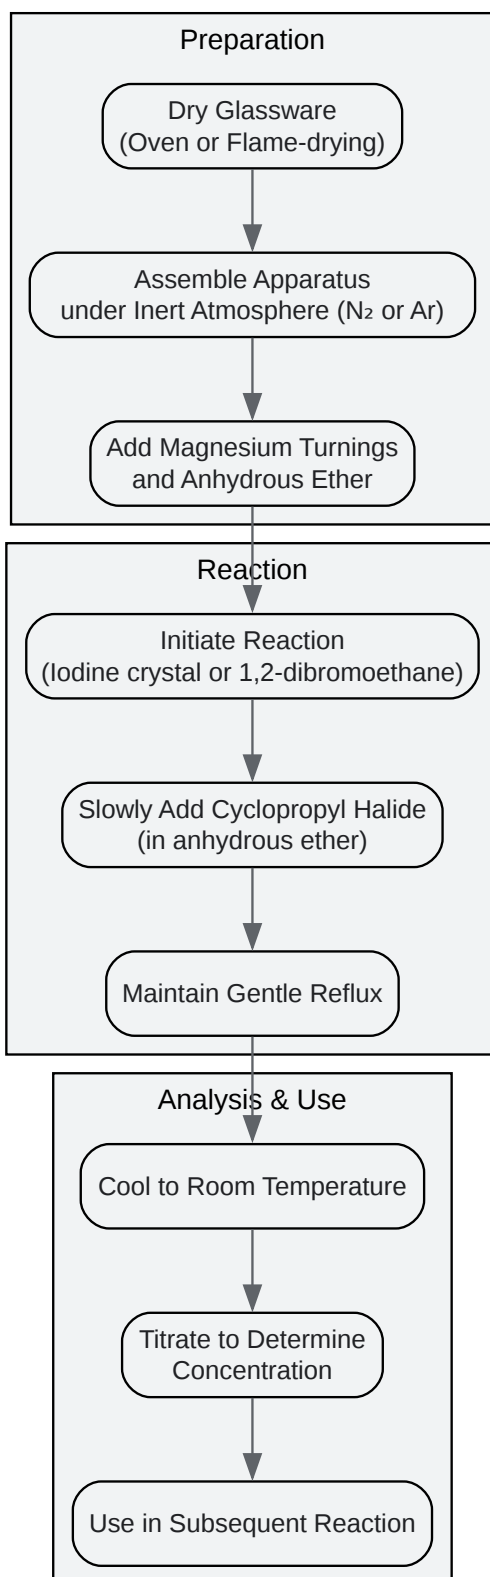 Preparation
Dry Glassware
(Oven or Flame-drying)
Assemble Apparatus
under Inert Atmosphere (N₂ or Ar)
Add Magnesium Turnings
and Anhydrous Ether
Reaction
Initiate Reaction
(Iodine crystal or 1,2-dibromoethane)
Slowly Add Cyclopropyl Halide
(in anhydrous ether)
Maintain Gentle Reflux
Analysis & Use
Cool to Room Temperature
Titrate to Determine
Concentration
Use in Subsequent Reaction